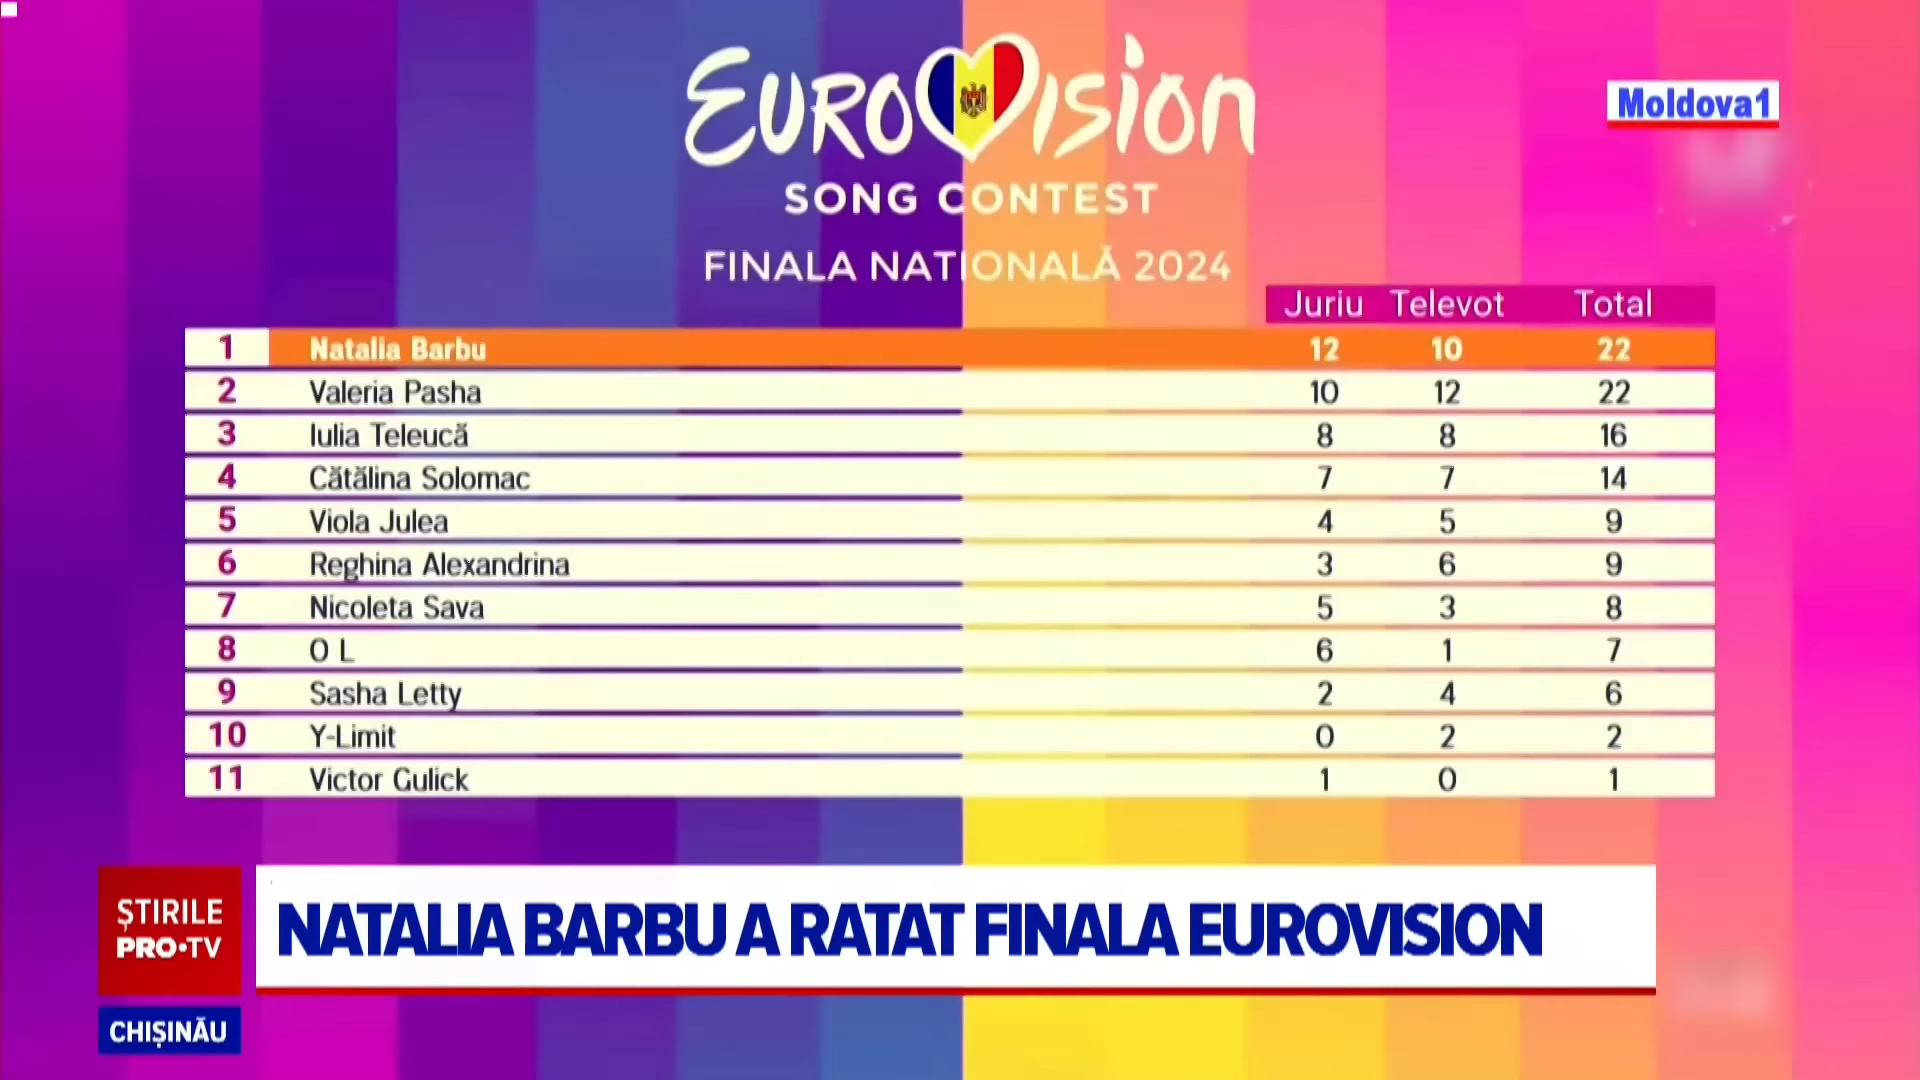 EUROVISION
Moldova1
SONG CONTEST
FINALA NAȚIONALĂ 2024
Juriu Televot Total
1 Natalia Barbu 12 10 22
2 Valeria Pasha 10 12 22
3 Iulia Teleucă 8 8 16
4 Cătălina Solomac 7 7 14
5 Viola Julea 4 5 9
6 Reghina Alexandrina 3 6 9
7 Nicoleta Sava 5 3 8
8 O L 6 1 7
9 Sasha Letty 2 4 6
10 Y-Limit 0 2 2
11 Victor Gulick 1 0 1
ȘTIRILE
PRO•TV
NATALIA BARBU A RATAT FINALA EUROVISION
CHIȘINĂU